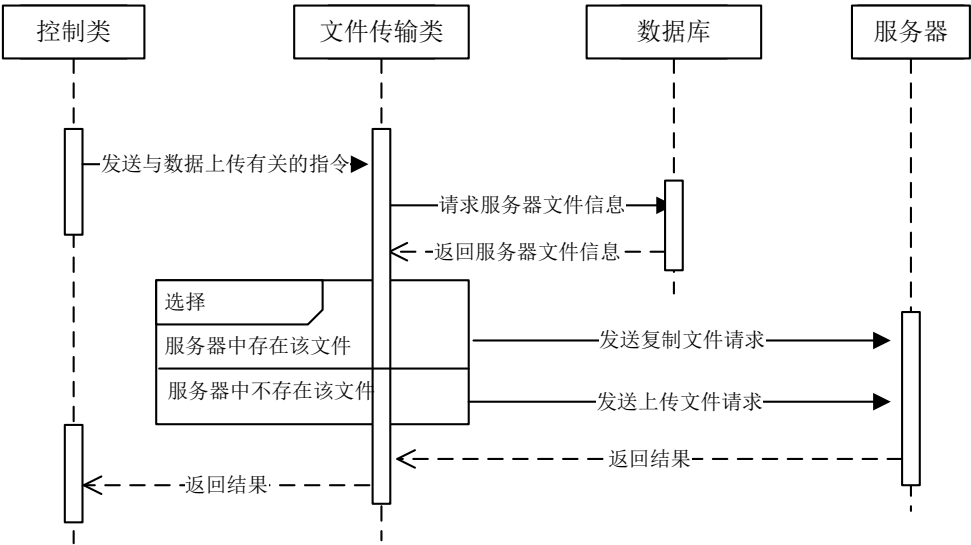 控制类
文件传输类
数据库
服务器
发送与数据上传有关的指令
请求服务器文件信息
返回服务器文件信息
选择
服务器中存在该文件
发送复制文件请求
服务器中不存在该文件
发送上传文件请求
返回结果
返回结果